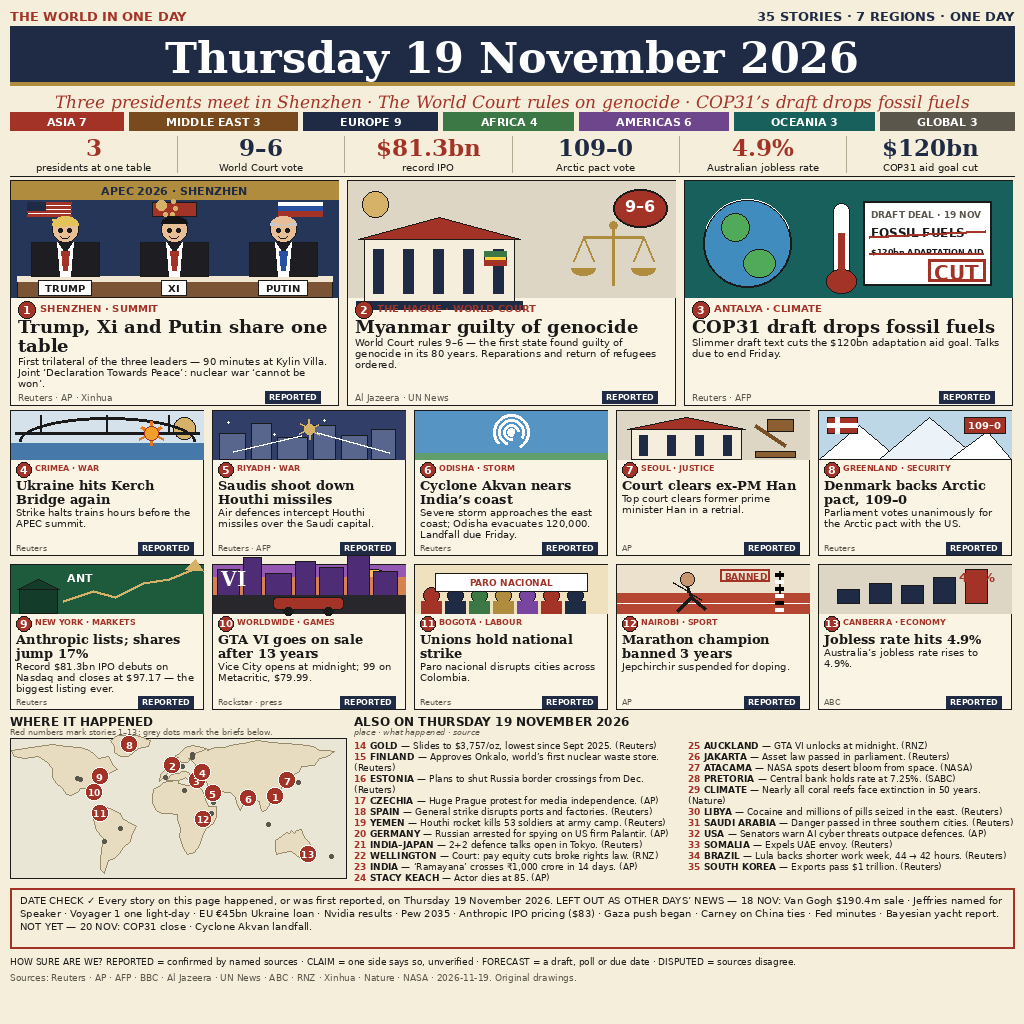 THE WORLD IN ONE DAY
35 STORIES · 7 REGIONS · ONE DAY
Thursday 19 November 2026
Three presidents meet in Shenzhen · The World Court rules on genocide · COP31’s draft drops fossil fuels
ASIA 7
MIDDLE EAST 3
EUROPE 9
AFRICA 4
AMERICAS 6
OCEANIA 3
GLOBAL 3
3
presidents at one table
9–6
World Court vote
$81.3bn
record IPO
109–0
Arctic pact vote
4.9%
Australian jobless rate
$120bn
COP31 aid goal cut
APEC 2026 · SHENZHEN
TRUMP
XI
PUTIN
1 SHENZHEN · SUMMIT
Trump, Xi and Putin share one
table
First trilateral of the three leaders — 90 minutes at Kylin Villa.
Joint ‘Declaration Towards Peace’: nuclear war ‘cannot be
won’.
Reuters · AP · Xinhua
REPORTED
9–6
2 THE HAGUE · WORLD COURT
Myanmar guilty of genocide
World Court rules 9–6 — the first state found guilty of
genocide in its 80 years. Reparations and return of refugees
ordered.
Al Jazeera · UN News
REPORTED
DRAFT DEAL · 19 NOV
FOSSIL FUELS
$120bn ADAPTATION AID
CUT
3 ANTALYA · CLIMATE
COP31 draft drops fossil fuels
Slimmer draft text cuts the $120bn adaptation aid goal. Talks
due to end Friday.
Reuters · AFP
REPORTED
4 CRIMEA · WAR
Ukraine hits Kerch
Bridge again
Strike halts trains hours before the
APEC summit.
Reuters
REPORTED
5 RIYADH · WAR
Saudis shoot down
Houthi missiles
Air defences intercept Houthi
missiles over the Saudi capital.
Reuters · AFP
REPORTED
6 ODISHA · STORM
Cyclone Akvan nears
India’s coast
Severe storm approaches the east
coast; Odisha evacuates 120,000.
Landfall due Friday.
Reuters
REPORTED
7 SEOUL · JUSTICE
Court clears ex-PM Han
Top court clears former prime
minister Han in a retrial.
AP
REPORTED
109–0
8 GREENLAND · SECURITY
Denmark backs Arctic
pact, 109–0
Parliament votes unanimously for
the Arctic pact with the US.
Reuters
REPORTED
ANT
9 NEW YORK · MARKETS
Anthropic lists; shares
jump 17%
Record $81.3bn IPO debuts on
Nasdaq and closes at $97.17 — the
biggest listing ever.
Reuters
REPORTED
VI
10 WORLDWIDE · GAMES
GTA VI goes on sale
after 13 years
Vice City opens at midnight; 99 on
Metacritic, $79.99.
Rockstar · press
REPORTED
PARO NACIONAL
11 BOGOTÁ · LABOUR
Unions hold national
strike
Paro nacional disrupts cities across
Colombia.
Reuters
REPORTED
BANNED
12 NAIROBI · SPORT
Marathon champion
banned 3 years
Jepchirchir suspended for doping.
AP
REPORTED
13 CANBERRA · ECONOMY
Jobless rate hits 4.9%
Australia’s jobless rate rises to
4.9%.
ABC
REPORTED
WHERE IT HAPPENED
Red numbers mark stories 1–13; grey dots mark the briefs below.
8
2
4
9
7
10
5
6
1
11
12
13
ALSO ON THURSDAY 19 NOVEMBER 2026
place · what happened · source
14 GOLD — Slides to $3,757/oz, lowest since Sept 2025. (Reuters)
15 FINLAND — Approves Onkalo, world’s first nuclear waste store.
(Reuters)
16 ESTONIA — Plans to shut Russia border crossings from Dec.
(Reuters)
17 CZECHIA — Huge Prague protest for media independence. (AP)
18 SPAIN — General strike disrupts ports and factories. (Reuters)
19 YEMEN — Houthi rocket kills 53 soldiers at army camp. (Reuters)
20 GERMANY — Russian arrested for spying on US firm Palantir. (AP)
21 INDIA–JAPAN — 2+2 defence talks open in Tokyo. (Reuters)
22 WELLINGTON — Court: pay equity cuts broke rights law. (RNZ)
23 INDIA — ‘Ramayana’ crosses ₹1,000 crore in 14 days. (AP)
24 STACY KEACH — Actor dies at 85. (AP)
25 AUCKLAND — GTA VI unlocks at midnight. (RNZ)
26 JAKARTA — Asset law passed in parliament. (Reuters)
27 ATACAMA — NASA spots desert bloom from space. (NASA)
28 PRETORIA — Central bank holds rate at 7.25%. (SABC)
29 CLIMATE — Nearly all coral reefs face extinction in 50 years.
(Nature)
30 LIBYA — Cocaine and millions of pills seized in the east. (Reuters)
31 SAUDI ARABIA — Danger passed in three southern cities. (Reuters)
32 USA — Senators warn AI cyber threats outpace defences. (AP)
33 SOMALIA — Expels UAE envoy. (Reuters)
34 BRAZIL — Lula backs shorter work week, 44 → 42 hours. (Reuters)
35 SOUTH KOREA — Exports pass $1 trillion. (Reuters)
DATE CHECK ✓ Every story on this page happened, or was first reported, on Thursday 19 November 2026. LEFT OUT AS OTHER DAYS’ NEWS — 18 NOV: Van Gogh $190.4m sale · Jeffries named for
Speaker · Voyager 1 one light-day · EU €45bn Ukraine loan · Nvidia results · Pew 2035 · Anthropic IPO pricing ($83) · Gaza push began · Carney on China ties · Fed minutes · Bayesian yacht report.
NOT YET — 20 NOV: COP31 close · Cyclone Akvan landfall.
HOW SURE ARE WE? REPORTED = confirmed by named sources · CLAIM = one side says so, unverified · FORECAST = a draft, poll or due date · DISPUTED = sources disagree.
Sources: Reuters · AP · AFP · BBC · Al Jazeera · UN News · ABC · RNZ · Xinhua · Nature · NASA · 2026-11-19. Original drawings.